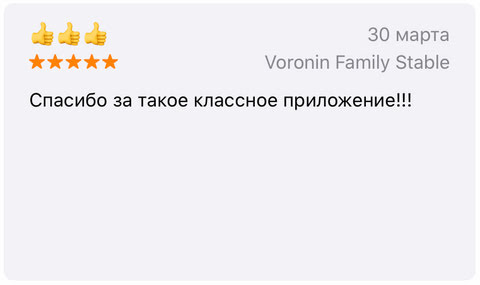 👍👍👍 30 марта
★★★★★ Voronin Family Stable
Спасибо за такое классное приложение!!!